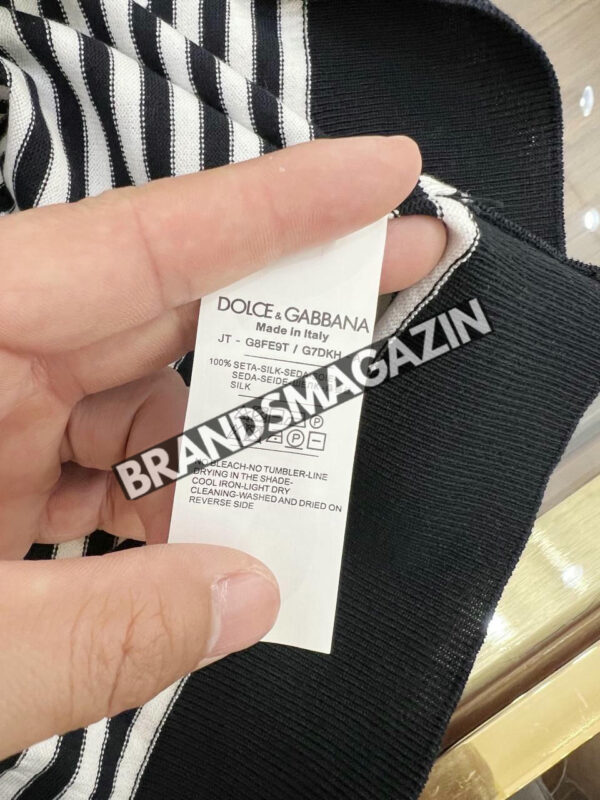 DOLCE & GABBANA
Made in Italy
JT - G8FE9T / G7DKH
100% SETA-SILK-SEDA-
SEDA-SEIDE-
SILK
BRANDSMAGAZIN
NO BLEACH-NO TUMBLER-LINE
DRYING IN THE SHADE-
COOL IRON-LIGHT DRY
CLEANING-WASHED AND DRIED ON
REVERSE SIDE